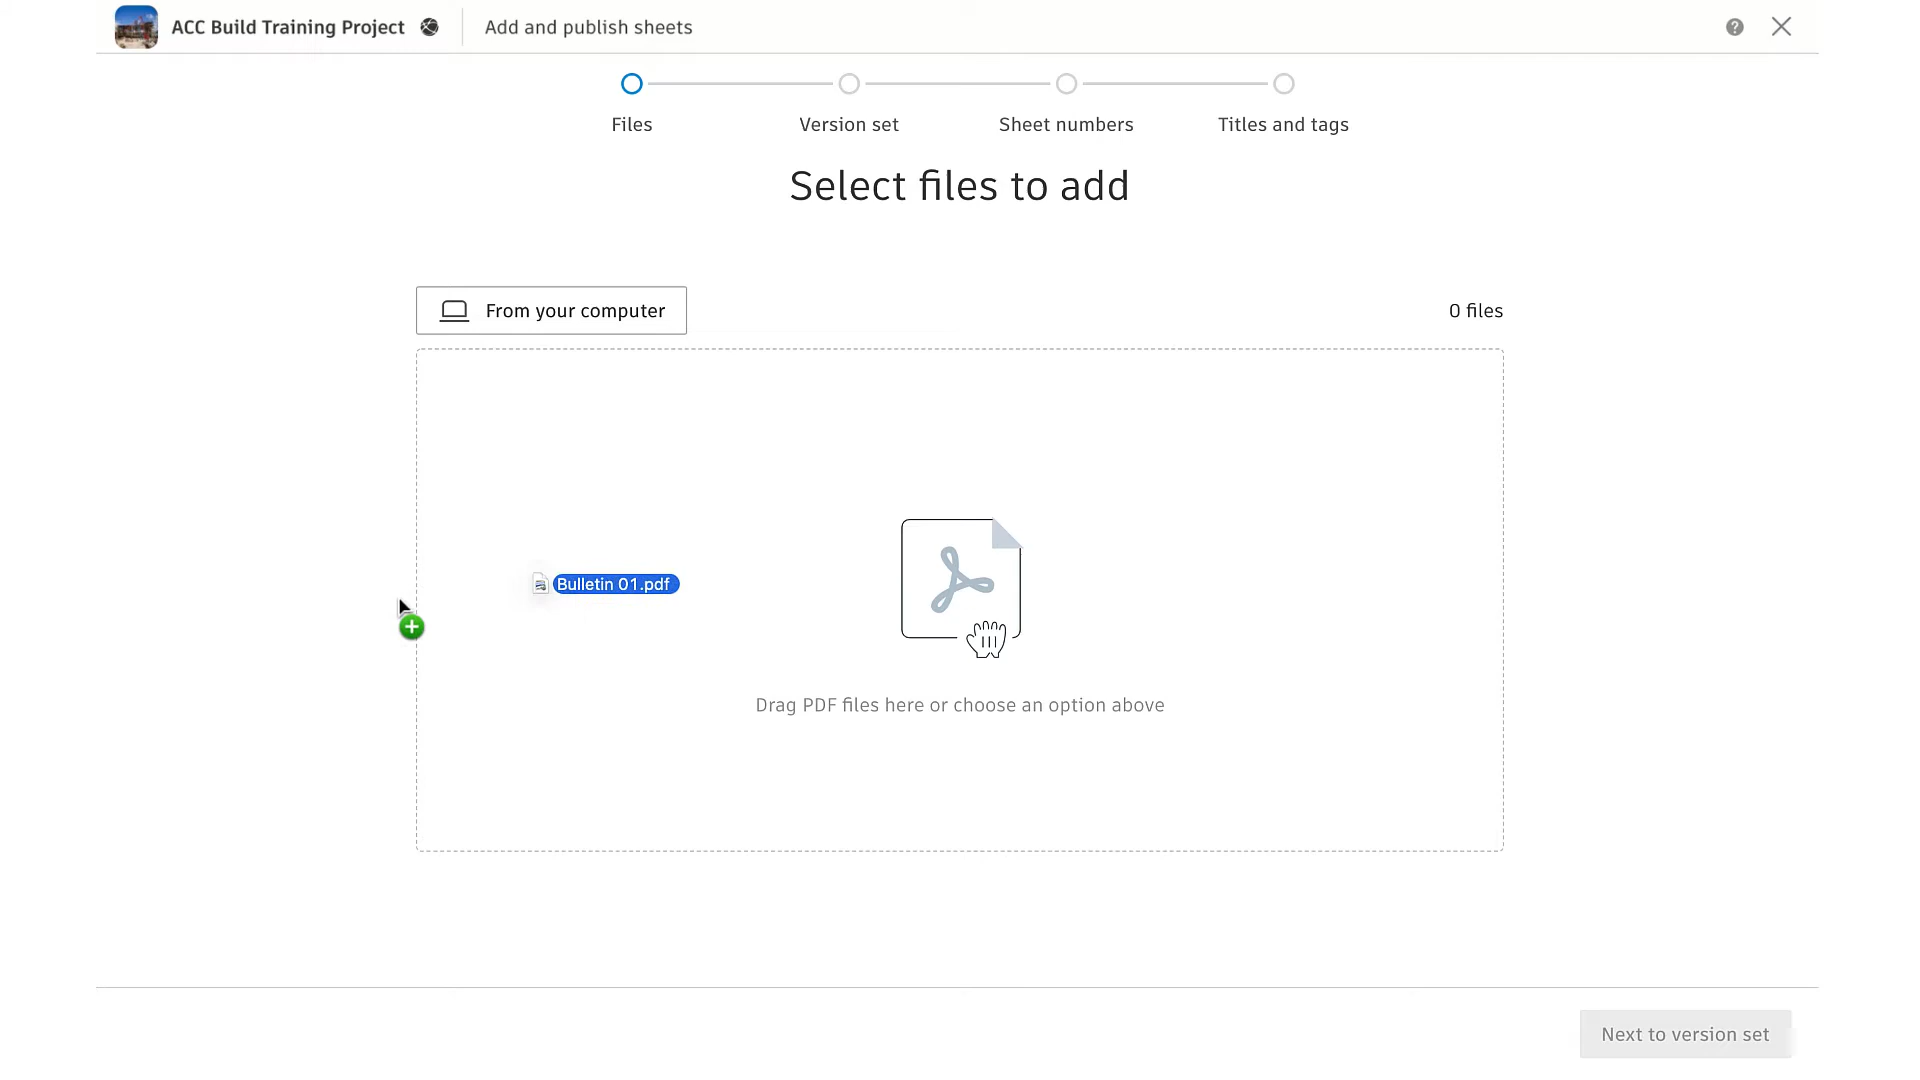 ACC Build Training Project
Add and publish sheets
Files
Version set
Sheet numbers
Titles and tags
Select files to add
From your computer
0 files
Bulletin 01.pdf
Drag PDF files here or choose an option above
Next to version set